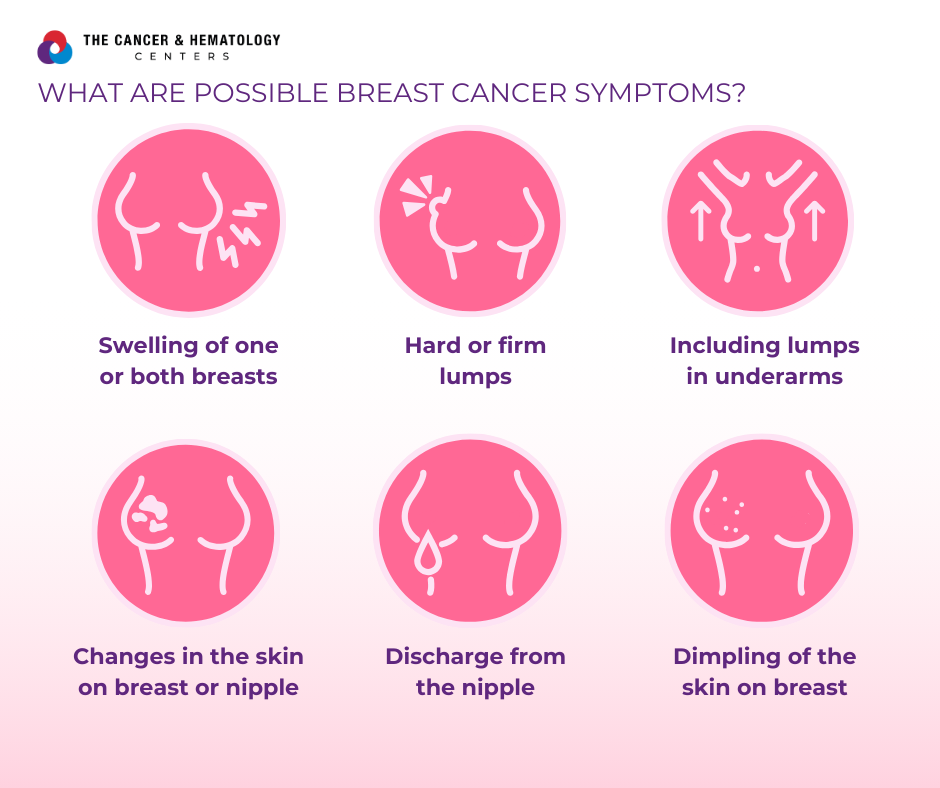 THE CANCER & HEMATOLOGY
CENTERS
WHAT ARE POSSIBLE BREAST CANCER SYMPTOMS?
Swelling of one
or both breasts
Hard or firm
lumps
Including lumps
in underarms
Changes in the skin
on breast or nipple
Discharge from
the nipple
Dimpling of the
skin on breast